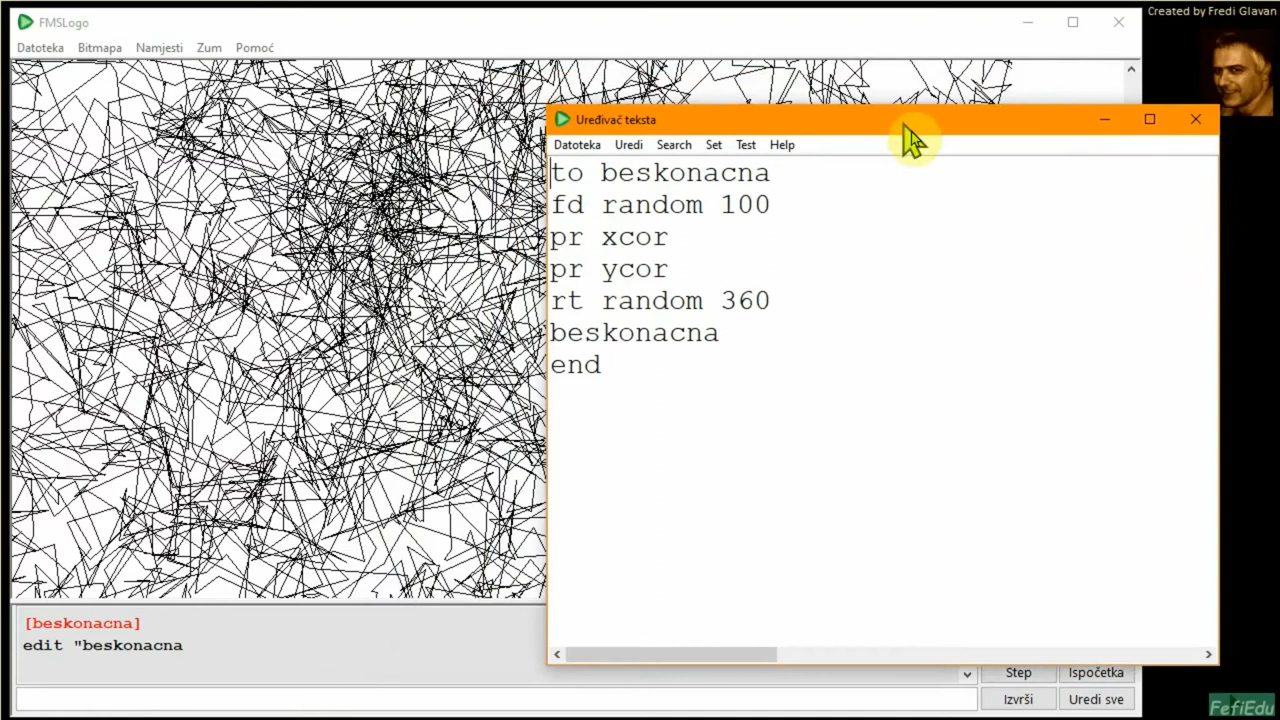 FMSLogo
Created by Fredi Glavan
Datoteka Bitmapa Namjesti Zum Pomoć
Uređivač teksta
Datoteka Uredi Search Set Test Help
to beskonacna
fd random 100
pr xcor
pr ycor
rt random 360
beskonacna
end
[beskonacna]
edit "beskonacna
Step Ispočetka
Izvrši Uredi sve
FefiEdu